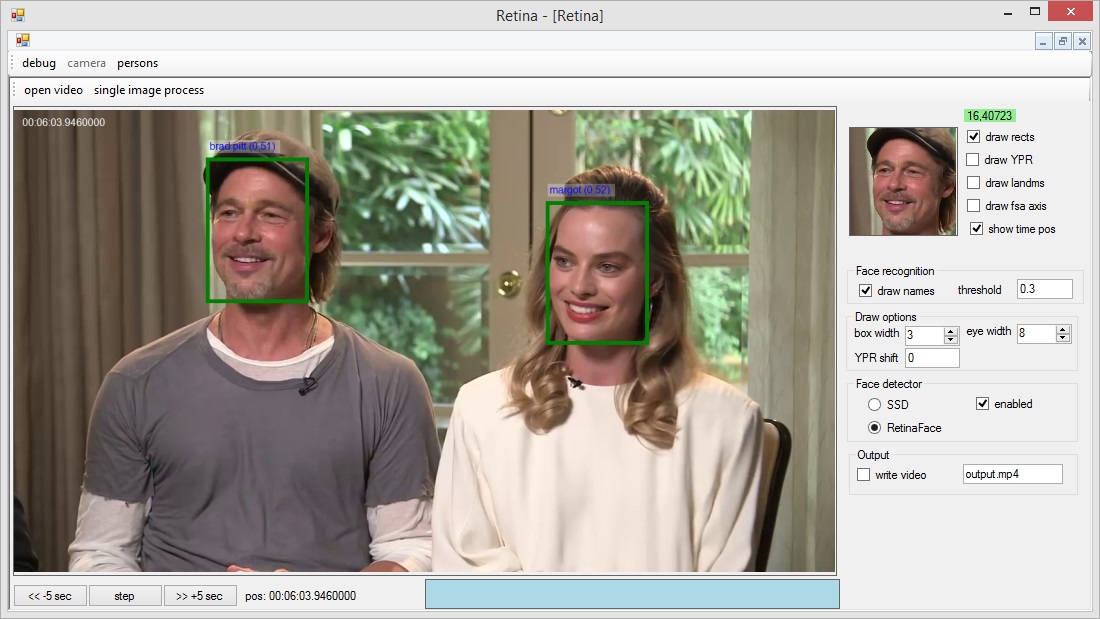 Retina - [Retina]
debug camera persons
open video single image process
00:06:03.9460000
brad pitt (0,51)
margot (0,52)
16,40723
draw rects
draw YPR
draw landms
draw fsa axis
show time pos
Face recognition
draw names threshold 0.3
Draw options
box width 3 eye width 8
YPR shift 0
Face detector
SSD enabled
RetinaFace
Output
write video output.mp4
<< -5 sec step >> +5 sec pos: 00:06:03.9460000